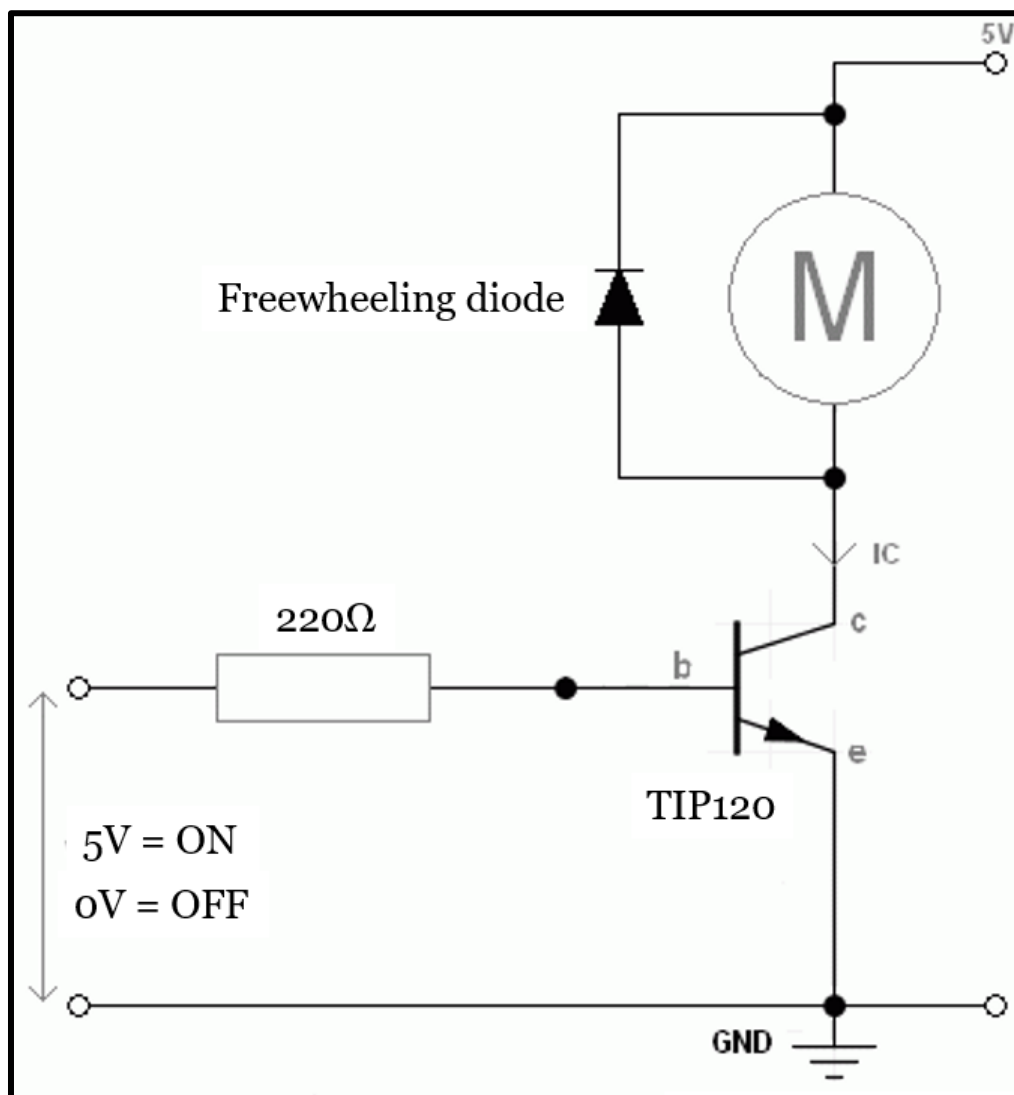 5V
Freewheeling diode
M
IC
220Ω
c
b
e
TIP120
5V = ON
0V = OFF
GND